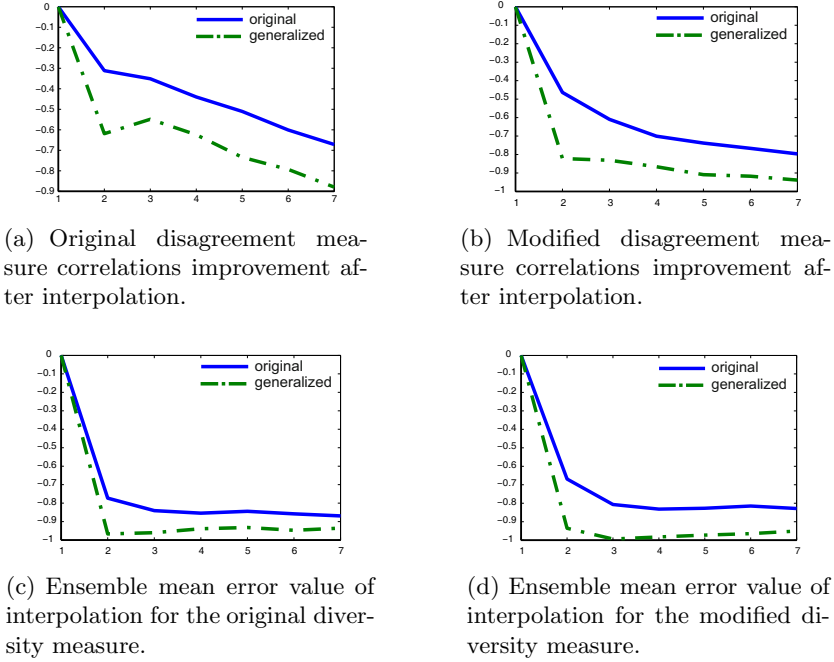 0
−0.1
−0.2
−0.3
−0.4
−0.5
−0.6
−0.7
−0.8
−0.9
1 2 3 4 5 6 7
original
generalized
(a) Original disagreement mea-
sure correlations improvement af-
ter interpolation.
0
−0.1
−0.2
−0.3
−0.4
−0.5
−0.6
−0.7
−0.8
−0.9
−1
1 2 3 4 5 6 7
original
generalized
(b) Modified disagreement mea-
sure correlations improvement af-
ter interpolation.
0
−0.1
−0.2
−0.3
−0.4
−0.5
−0.6
−0.7
−0.8
−0.9
−1
1 2 3 4 5 6 7
original
generalized
(c) Ensemble mean error value of
interpolation for the original diver-
sity measure.
0
−0.1
−0.2
−0.3
−0.4
−0.5
−0.6
−0.7
−0.8
−0.9
−1
1 2 3 4 5 6 7
original
generalized
(d) Ensemble mean error value of
interpolation for the modified di-
versity measure.